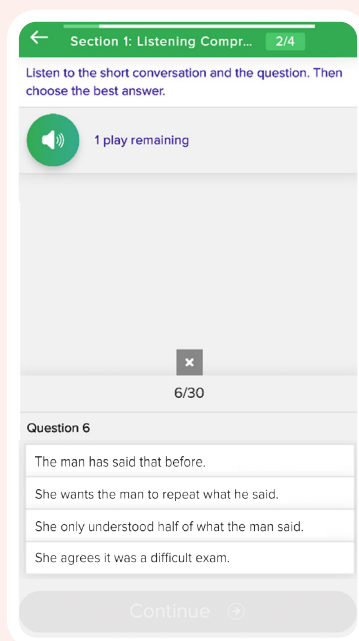 Section 1: Listening Compr... 2/4
Listen to the short conversation and the question. Then
choose the best answer.
1 play remaining
6/30
Question 6
The man has said that before.
She wants the man to repeat what he said.
She only understood half of what the man said.
She agrees it was a difficult exam.
Continue